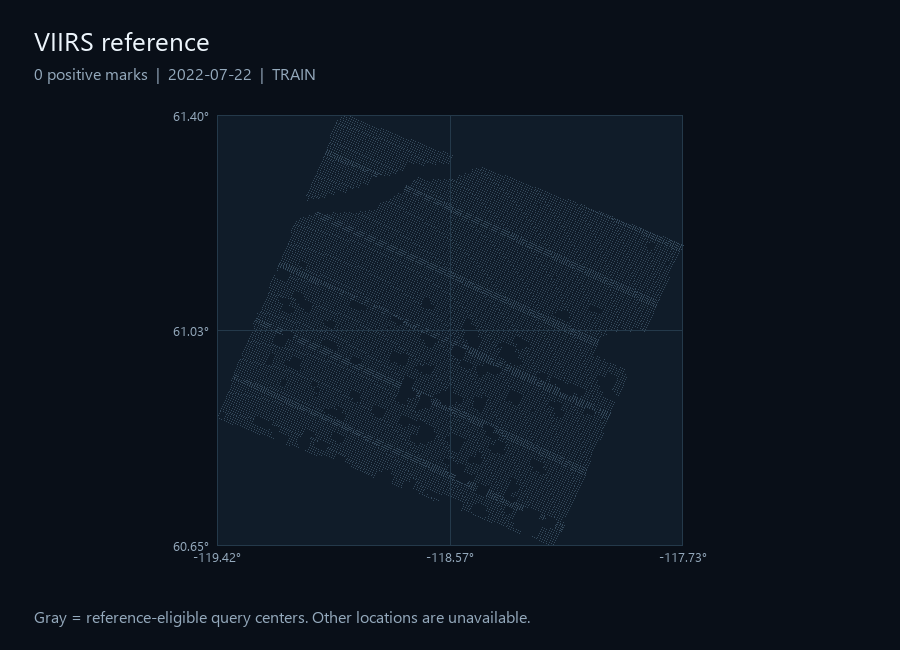 VIIRS reference
0 positive marks | 2022-07-22 | TRAIN
61.40°
61.03°
60.65°
-119.42°
-118.57°
-117.73°
Gray = reference-eligible query centers. Other locations are unavailable.